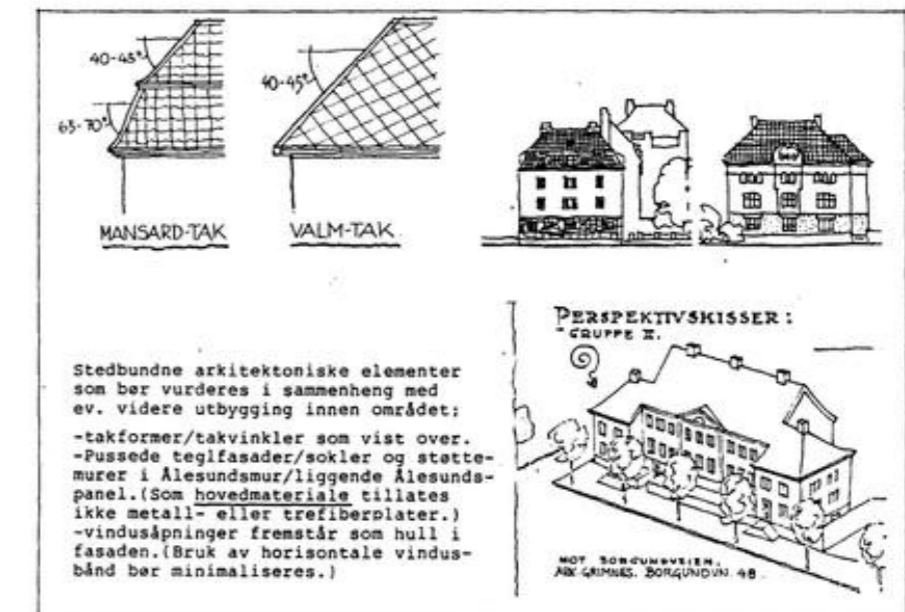 40-45°
65-70°
MANSARD-TAK
40-45°
VALM-TAK
Stedbundne arkitektoniske elementer
som bør vurderes i sammenheng med
ev. videre utbygging innen området:
-takformer/takvinkler som vist over.
-Pussede teglfasader/sokler og støtte-
murer i Ålesundsmur/liggende Ålesunds-
panel.(Som hovedmateriale tillates
ikke metall- eller trefiberplater.)
-vindusåpninger fremstår som hull i
fasaden.(Bruk av horisontale vindus-
bånd bør minimaliseres.)
PERSPEKTIVSKISSER:
GRUPPE II.
MOT BORGUNDVEIEN.
ARK. GRIMNES. BORGUNDVN. 48.